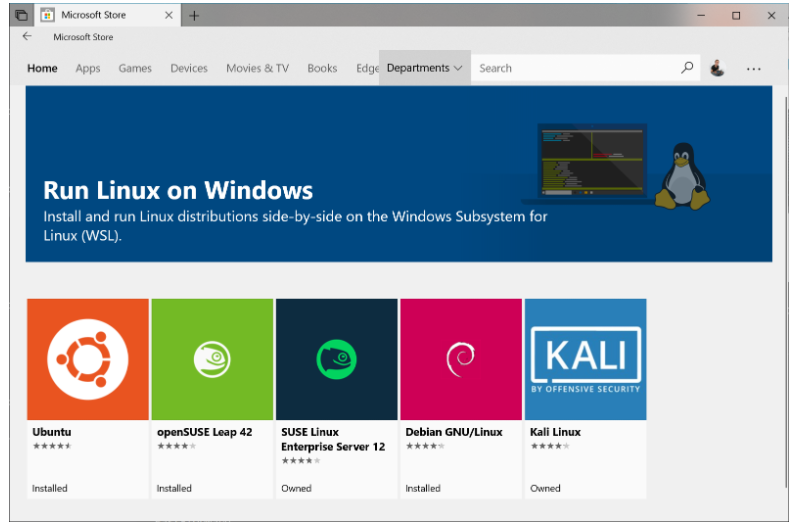 Microsoft Store
Microsoft Store
Home Apps Games Devices Movies & TV Books Edge Departments Search
Run Linux on Windows
Install and run Linux distributions side-by-side on the Windows Subsystem for
Linux (WSL).
KALI
BY OFFENSIVE SECURITY
Ubuntu
Installed
openSUSE Leap 42
Installed
SUSE Linux
Enterprise Server 12
Owned
Debian GNU/Linux
Installed
Kali Linux
Owned